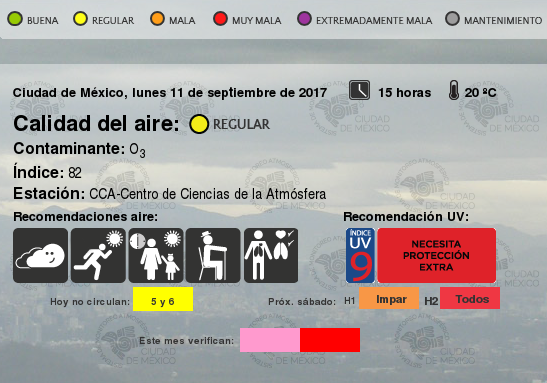 BUENA REGULAR MALA MUY MALA EXTREMADAMENTE MALA MANTENIMIENTO
Ciudad de México, lunes 11 de septiembre de 2017 15 horas 20 ºC
Calidad del aire: REGULAR
Contaminante: O3
Índice: 82
Estación: CCA-Centro de Ciencias de la Atmósfera
Recomendaciones aire: Recomendación UV:
ÍNDICE
UV
9
NECESITA
PROTECCIÓN
EXTRA
Hoy no circulan: 5 y 6 Próx. sábado: H1 Impar H2 Todos
Este mes verifican:
CIUDAD
DE MÉXICO